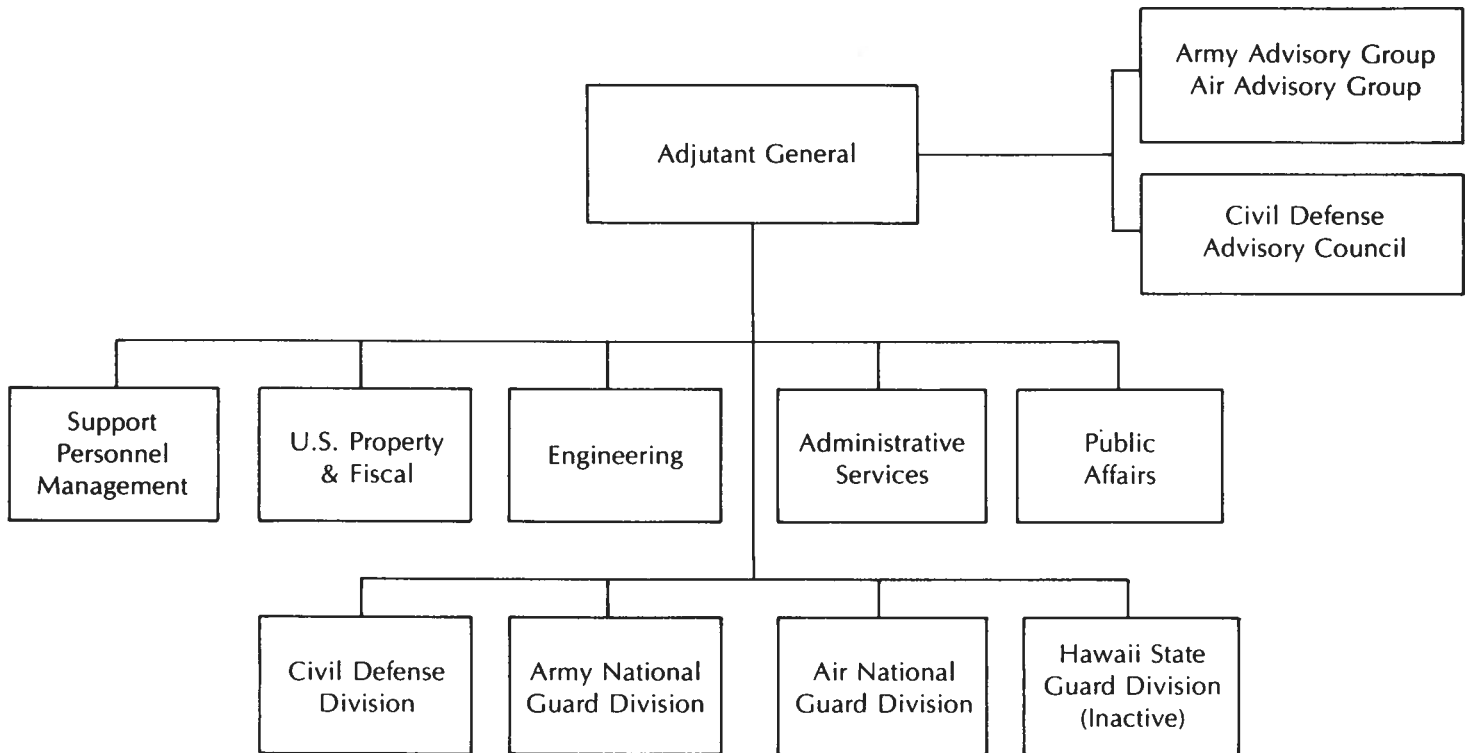 Army Advisory Group
Air Advisory Group
Adjutant General
Civil Defense
Advisory Council
Support
Personnel
Management
U.S. Property
& Fiscal
Engineering
Administrative
Services
Public
Affairs
Civil Defense
Division
Army National
Guard Division
Air National
Guard Division
Hawaii State
Guard Division
(Inactive)